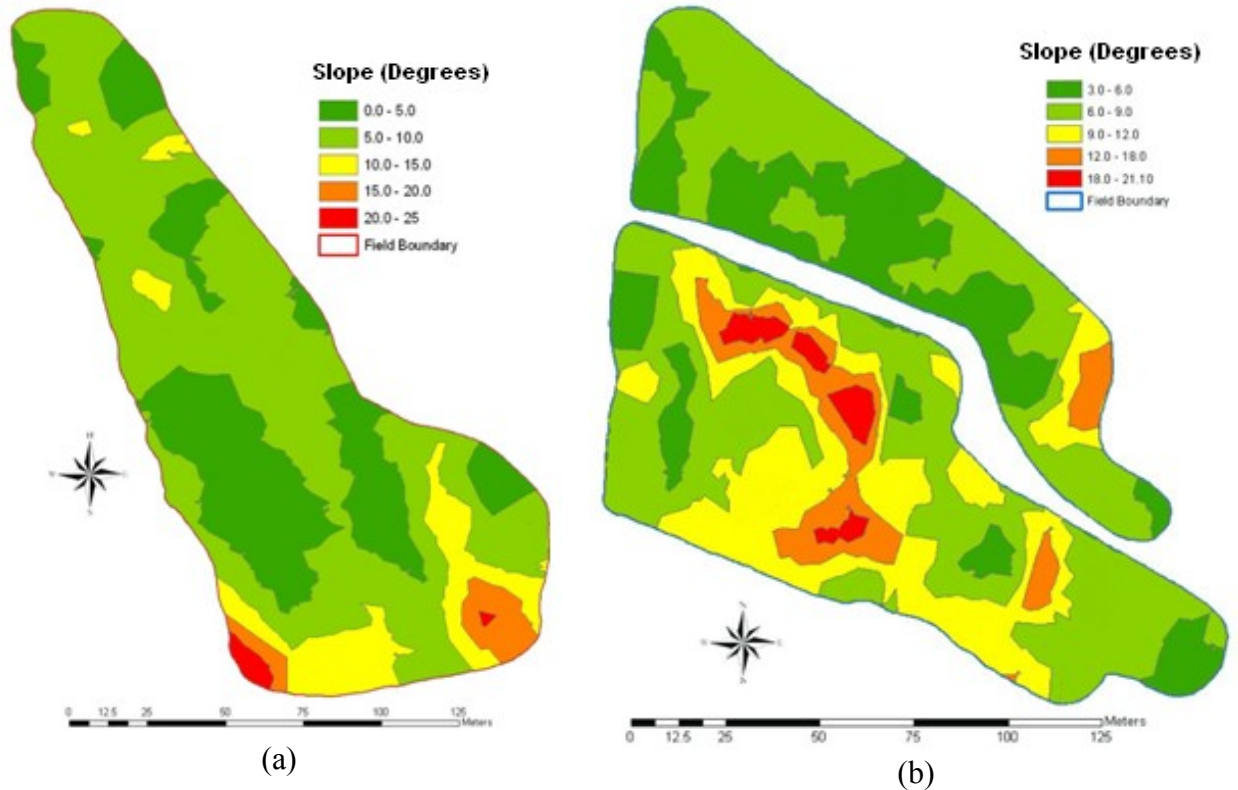 Slope (Degrees)
0.0 - 5.0
5.0 - 10.0
10.0 - 15.0
15.0 - 20.0
20.0 - 25
Field Boundary
S
0 12.5 25 50 75 100 125
Meters
(a)
Slope (Degrees)
3.0 - 6.0
6.0 - 9.0
9.0 - 12.0
12.0 - 18.0
18.0 - 21.10
Field Boundary
0 12.5 25 50 75 100 125
Meters
(b)